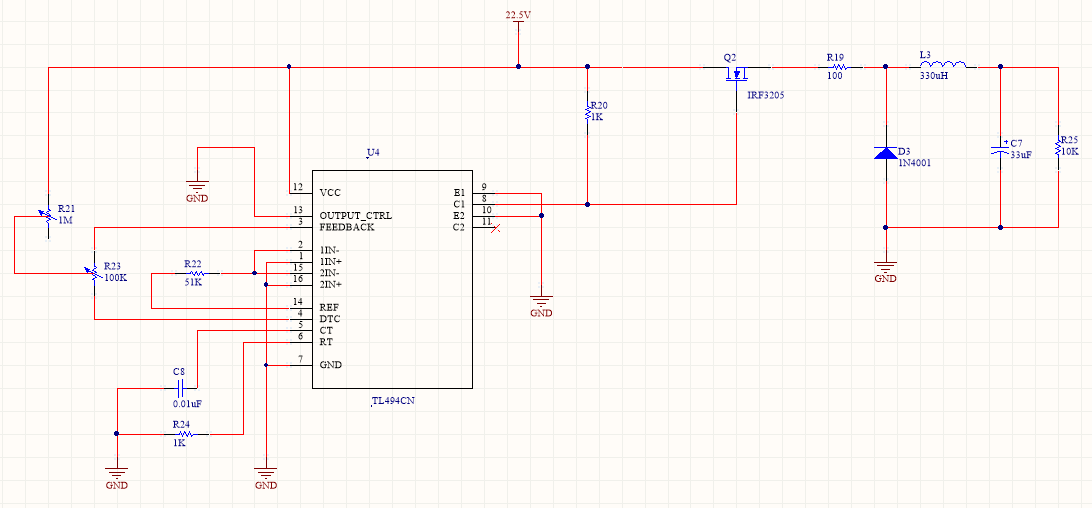 22.5V
Q2
IRF3205
R19
100
L3
330uH
R20
1K
D3
1N4001
+
C7
33uF
R25
10K
U4
GND
12 VCC
13 OUTPUT_CTRL
3 FEEDBACK
2 1IN-
1 1IN+
15 2IN-
16 2IN+
14 REF
4 DTC
5 CT
6 RT
7 GND
E1 9
C1 8
E2 10
C2 11
TL494CN
R21
1M
R23
100K
R22
51K
GND
GND
C8
0.01uF
R24
1K
GND
GND